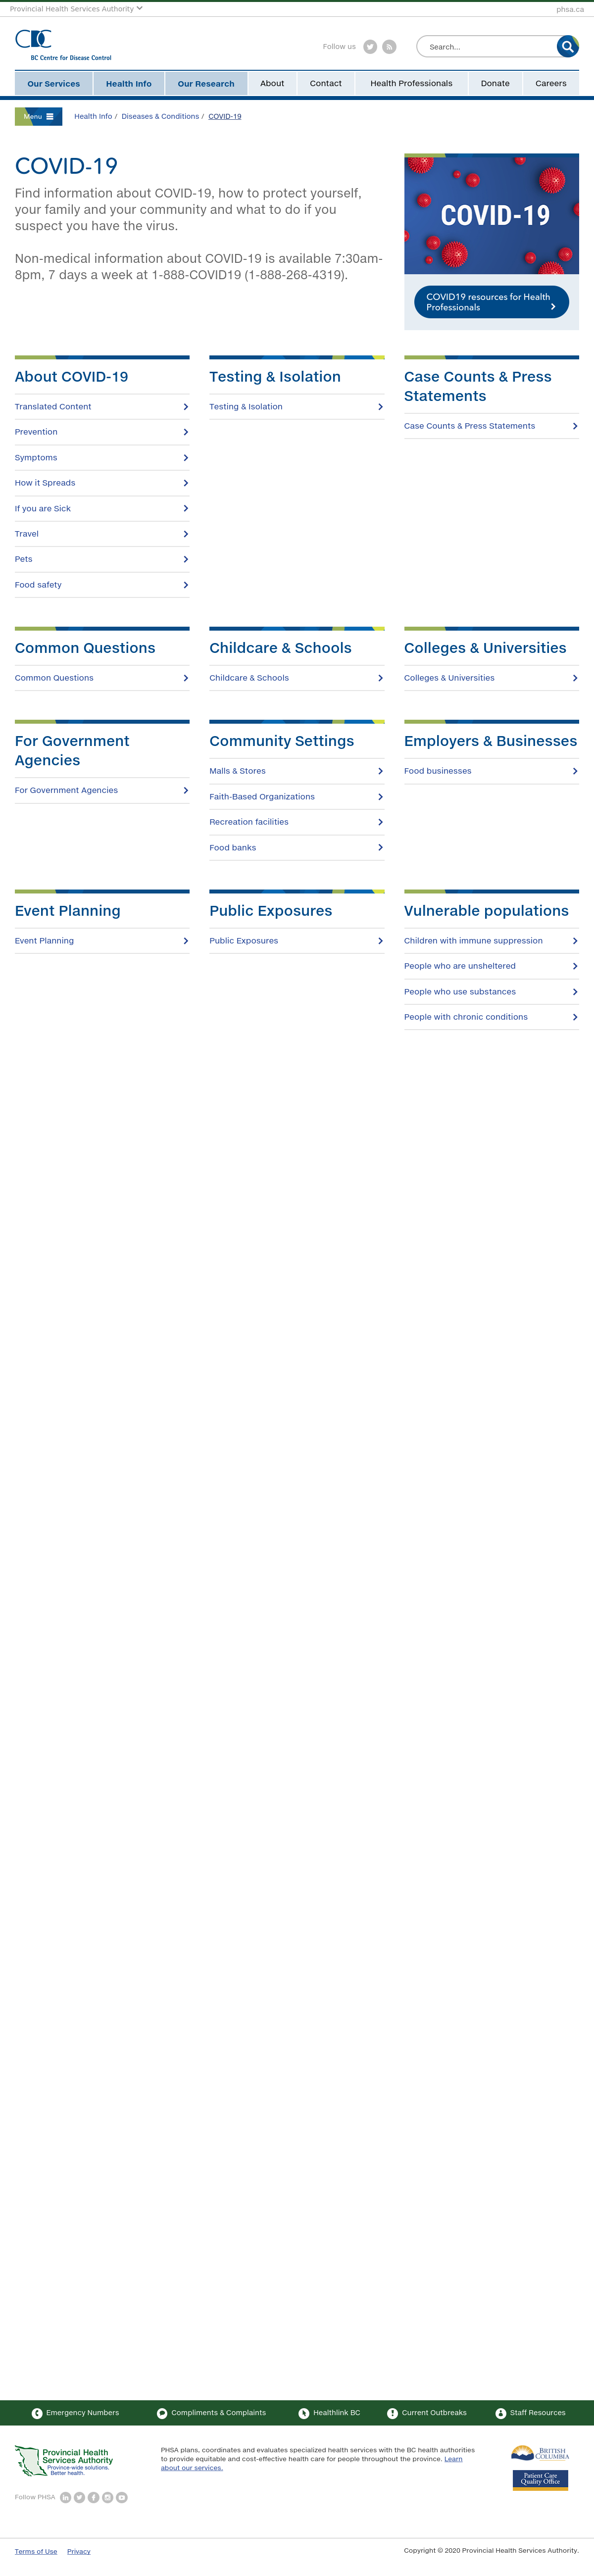 Provincial Health Services Authority
phsa.ca
BC Centre for Disease Control
Follow us
Search...
Our Services
Health Info
Our Research
About
Contact
Health Professionals
Donate
Careers
Menu
Health Info / Diseases & Conditions / COVID-19
COVID-19
Find information about COVID-19, how to protect yourself,
your family and your community and what to do if you
suspect you have the virus.
Non-medical information about COVID-19 is available 7:30am-
8pm, 7 days a week at 1-888-COVID19 (1-888-268-4319).
COVID-19
COVID19 resources for Health
Professionals
About COVID-19
Translated Content
Prevention
Symptoms
How it Spreads
If you are Sick
Travel
Pets
Food safety
Testing & Isolation
Testing & Isolation
Case Counts & Press
Statements
Case Counts & Press Statements
Common Questions
Common Questions
Childcare & Schools
Childcare & Schools
Colleges & Universities
Colleges & Universities
For Government
Agencies
For Government Agencies
Community Settings
Malls & Stores
Faith-Based Organizations
Recreation facilities
Food banks
Employers & Businesses
Food businesses
Event Planning
Event Planning
Public Exposures
Public Exposures
Vulnerable populations
Children with immune suppression
People who are unsheltered
People who use substances
People with chronic conditions
Emergency Numbers
Compliments & Complaints
Healthlink BC
Current Outbreaks
Staff Resources
Provincial Health
Services Authority
Province-wide solutions.
Better health.
Follow PHSA
PHSA plans, coordinates and evaluates specialized health services with the BC health authorities
to provide equitable and cost-effective health care for people throughout the province. Learn
about our services.
BRITISH
COLUMBIA
Patient Care
Quality Office
Terms of Use
Privacy
Copyright © 2020 Provincial Health Services Authority.